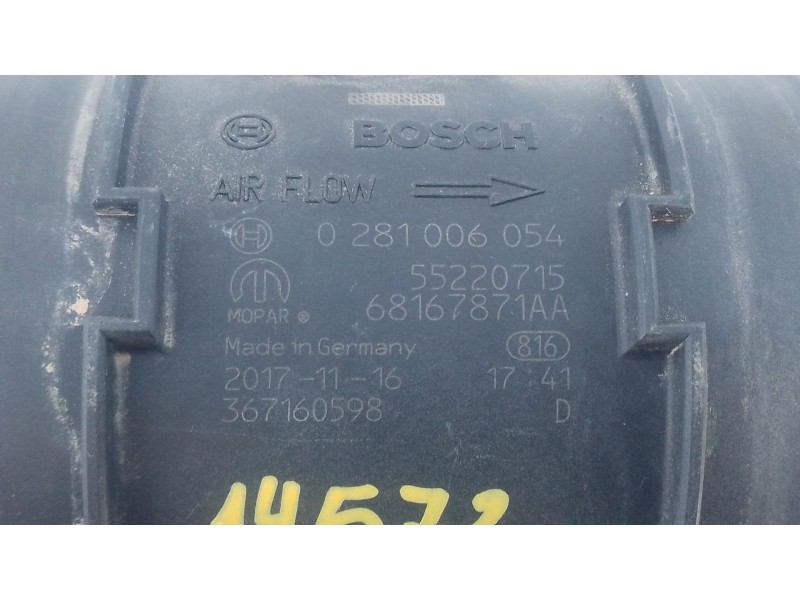 BOSCH
AIR FLOW
0 281 006 054
55220715
MOPAR ® 68167871AA
Made in Germany 816
2017-11-16 17:41
367160598 D